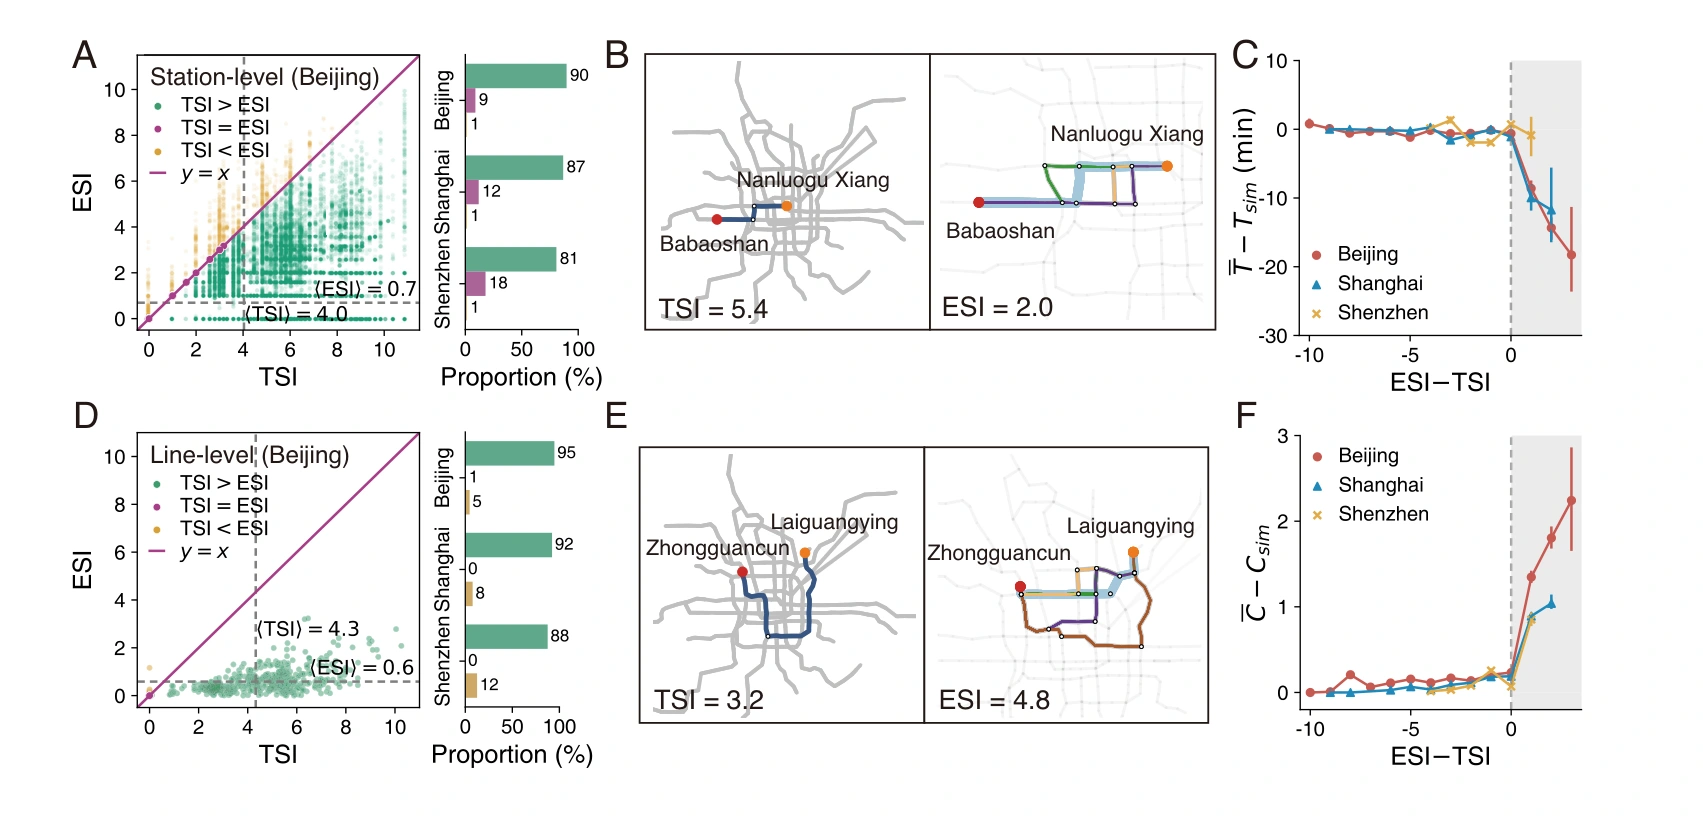 A
Station-level (Beijing)
TSI > ESI
TSI = ESI
TSI < ESI
y = x
⟨ESI⟩ = 0.7
⟨TSI⟩ = 4.0
ESI
10
8
6
4
2
0
0 2 4 6 8 10
TSI
Beijing
90
9
1
Shanghai
87
12
1
Shenzhen
81
18
1
0 50 100
Proportion (%)
B
Nanluogu Xiang
Babaoshan
TSI = 5.4
Nanluogu Xiang
Babaoshan
ESI = 2.0
C
T̅ − Tsim (min)
10
0
-10
-20
-30
Beijing
Shanghai
Shenzhen
-10 -5 0
ESI−TSI
D
Line-level (Beijing)
TSI > ESI
TSI = ESI
TSI < ESI
y = x
⟨TSI⟩ = 4.3
⟨ESI⟩ = 0.6
ESI
10
8
6
4
2
0
0 2 4 6 8 10
TSI
Beijing
95
1
5
Shanghai
92
0
8
Shenzhen
88
0
12
0 50 100
Proportion (%)
E
Laiguangying
Zhongguancun
TSI = 3.2
Laiguangying
Zhongguancun
ESI = 4.8
F
C̅ − Csim
3
2
1
0
Beijing
Shanghai
Shenzhen
-10 -5 0
ESI−TSI